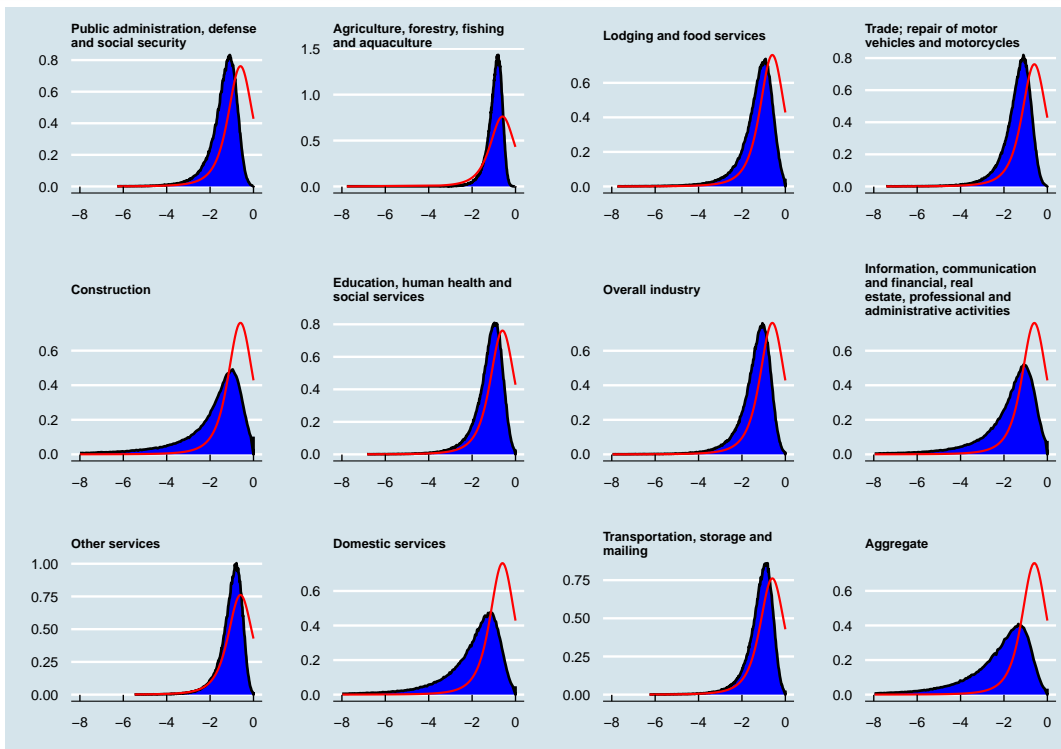 Public administration, defense
and social security
0.8
0.6
0.4
0.2
0.0
−8 −6 −4 −2 0
Agriculture, forestry, fishing
and aquaculture
1.5
1.0
0.5
0.0
−8 −6 −4 −2 0
Lodging and food services
0.6
0.4
0.2
0.0
−8 −6 −4 −2 0
Trade; repair of motor
vehicles and motorcycles
0.8
0.6
0.4
0.2
0.0
−8 −6 −4 −2 0
Construction
0.6
0.4
0.2
0.0
−8 −6 −4 −2 0
Education, human health and
social services
0.8
0.6
0.4
0.2
0.0
−8 −6 −4 −2 0
Overall industry
0.6
0.4
0.2
0.0
−8 −6 −4 −2 0
Information, communication
and financial, real
estate, professional and
administrative activities
0.6
0.4
0.2
0.0
−8 −6 −4 −2 0
Other services
1.00
0.75
0.50
0.25
0.00
−8 −6 −4 −2 0
Domestic services
0.6
0.4
0.2
0.0
−8 −6 −4 −2 0
Transportation, storage and
mailing
0.75
0.50
0.25
0.00
−8 −6 −4 −2 0
Aggregate
0.6
0.4
0.2
0.0
−8 −6 −4 −2 0